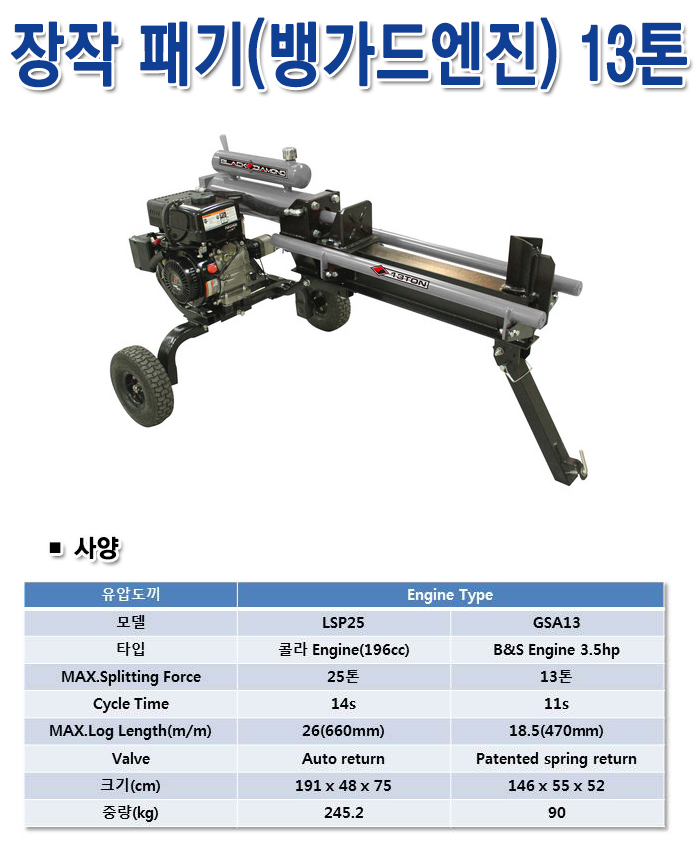 장작 패기(뱅가드엔진) 13톤
BLACK DIAMOND
13TON
■ 사양
유압도끼 Engine Type
모델 LSP25 GSA13
타입 콜라 Engine(196cc) B&S Engine 3.5hp
MAX.Splitting Force 25톤 13톤
Cycle Time 14s 11s
MAX.Log Length(m/m) 26(660mm) 18.5(470mm)
Valve Auto return Patented spring return
크기(cm) 191 x 48 x 75 146 x 55 x 52
중량(kg) 245.2 90